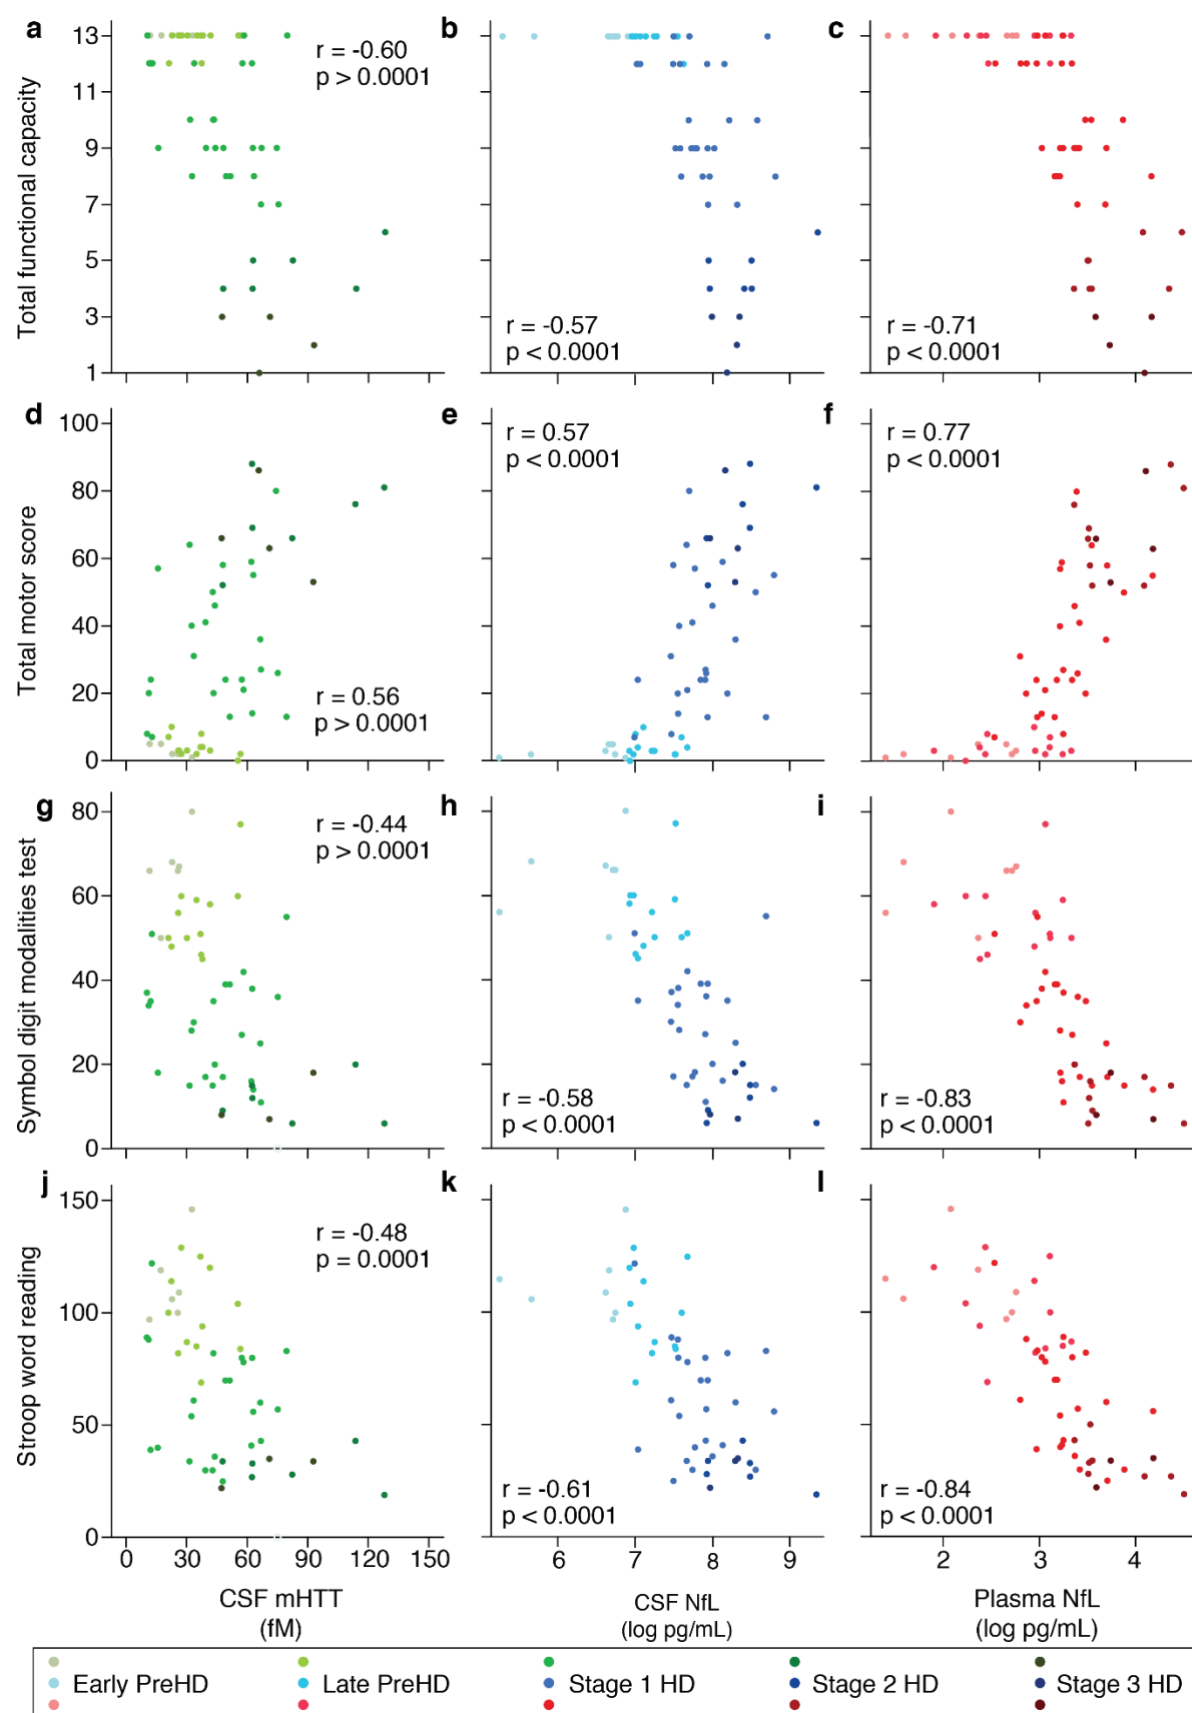 a
b
c
Total functional capacity
13
11
9
7
5
3
1
r = -0.60
p > 0.0001
r = -0.57
p < 0.0001
r = -0.71
p < 0.0001
d
e
f
Total motor score
100
80
60
40
20
0
r = 0.56
p > 0.0001
r = 0.57
p < 0.0001
r = 0.77
p < 0.0001
g
h
i
Symbol digit modalities test
80
60
40
20
0
r = -0.44
p > 0.0001
r = -0.58
p < 0.0001
r = -0.83
p < 0.0001
j
k
l
Stroop word reading
150
100
50
0
r = -0.48
p = 0.0001
r = -0.61
p < 0.0001
r = -0.84
p < 0.0001
0 30 60 90 120 150
6 7 8 9
2 3 4
CSF mHTT
(fM)
CSF NfL
(log pg/mL)
Plasma NfL
(log pg/mL)
Early PreHD
Late PreHD
Stage 1 HD
Stage 2 HD
Stage 3 HD